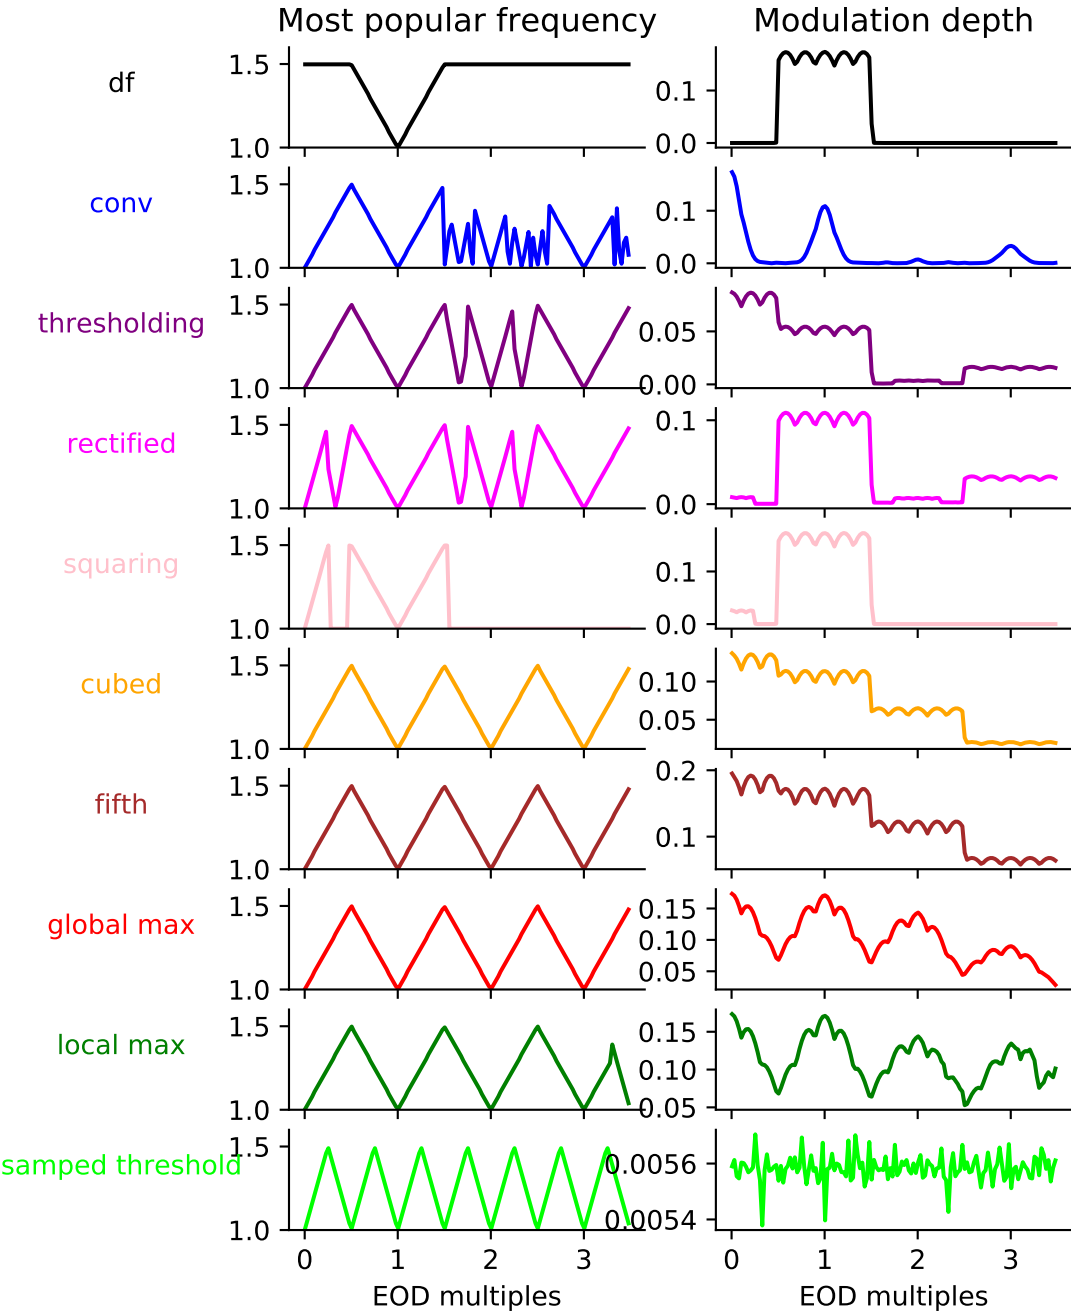 Most popular frequency Modulation depth
df 1.5 1.0 0.1 0.0
conv 1.5 1.0 0.1 0.0
thresholding 1.5 1.0 0.05 0.00
rectified 1.5 1.0 0.1 0.0
squaring 1.5 1.0 0.1 0.0
cubed 1.5 1.0 0.10 0.05
fifth 1.5 1.0 0.2 0.1
global max 1.5 1.0 0.15 0.10 0.05
local max 1.5 1.0 0.15 0.10 0.05
samped threshold 1.5 1.0 0.0056 0.0054
0 1 2 3 0 1 2 3
EOD multiples EOD multiples